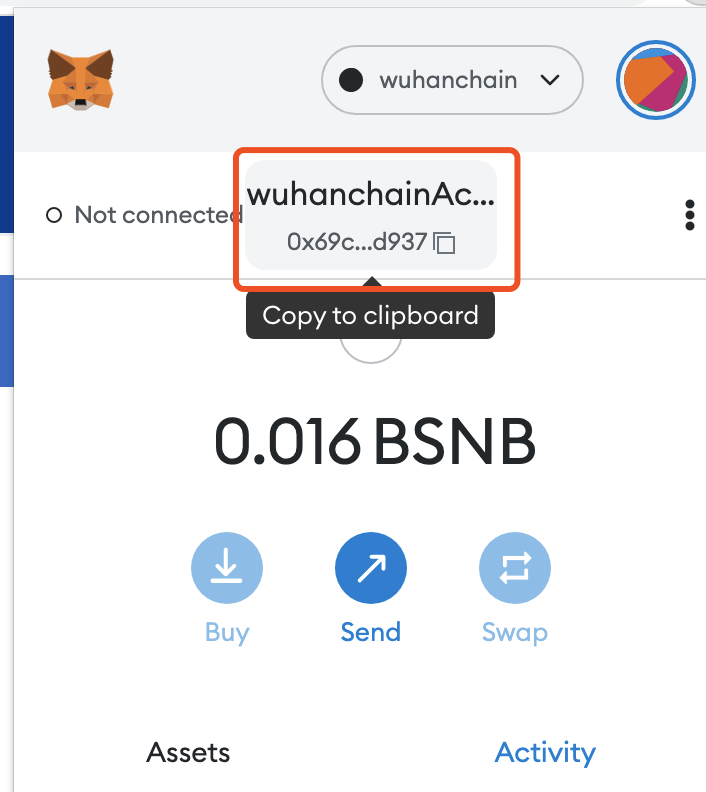 wuhanchain
Not connected
wuhanchainAc...
0x69c...d937
Copy to clipboard
0.016 BSNB
Buy
Send
Swap
Assets
Activity